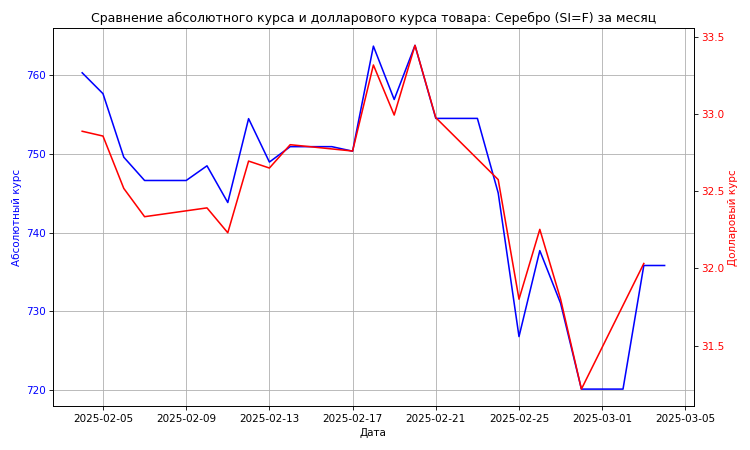 Сравнение абсолютного курса и долларового курса товара: Серебро (SI=F) за месяц
Абсолютный курс
760
750
740
730
720
33.5
33.0
32.5
32.0
31.5
Долларовый курс
2025-02-05 2025-02-09 2025-02-13 2025-02-17 2025-02-21 2025-02-25 2025-03-01 2025-03-05
Дата